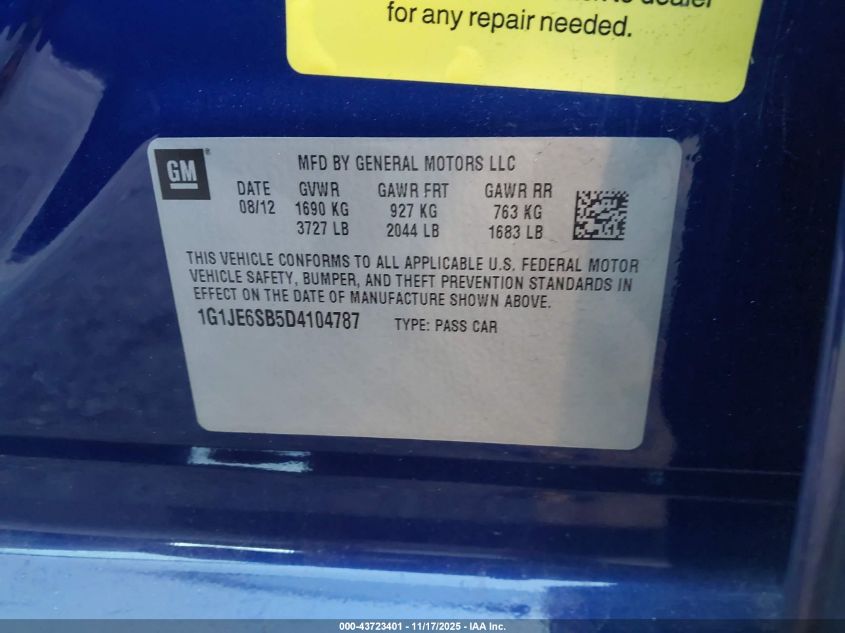 to dealer
for any repair needed.
GM
MFD BY GENERAL MOTORS LLC
DATE GVWR GAWR FRT GAWR RR
08/12 1690 KG 927 KG 763 KG
3727 LB 2044 LB 1683 LB
THIS VEHICLE CONFORMS TO ALL APPLICABLE U.S. FEDERAL MOTOR
VEHICLE SAFETY, BUMPER, AND THEFT PREVENTION STANDARDS IN
EFFECT ON THE DATE OF MANUFACTURE SHOWN ABOVE.
1G1JE6SB5D4104787 TYPE: PASS CAR
000-43723401 - 11/17/2025 - IAA Inc.